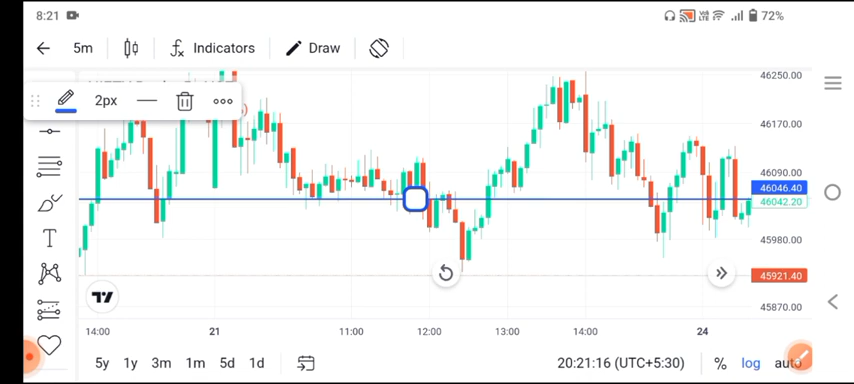 8:21 72%
5m Indicators Draw
2px
46250.00
46170.00
46090.00
46046.40
46042.20
45980.00
45921.40
45870.00
14:00 21 11:00 12:00 13:00 14:00 24
5y 1y 3m 1m 5d 1d 20:21:16 (UTC+5:30) % log auto